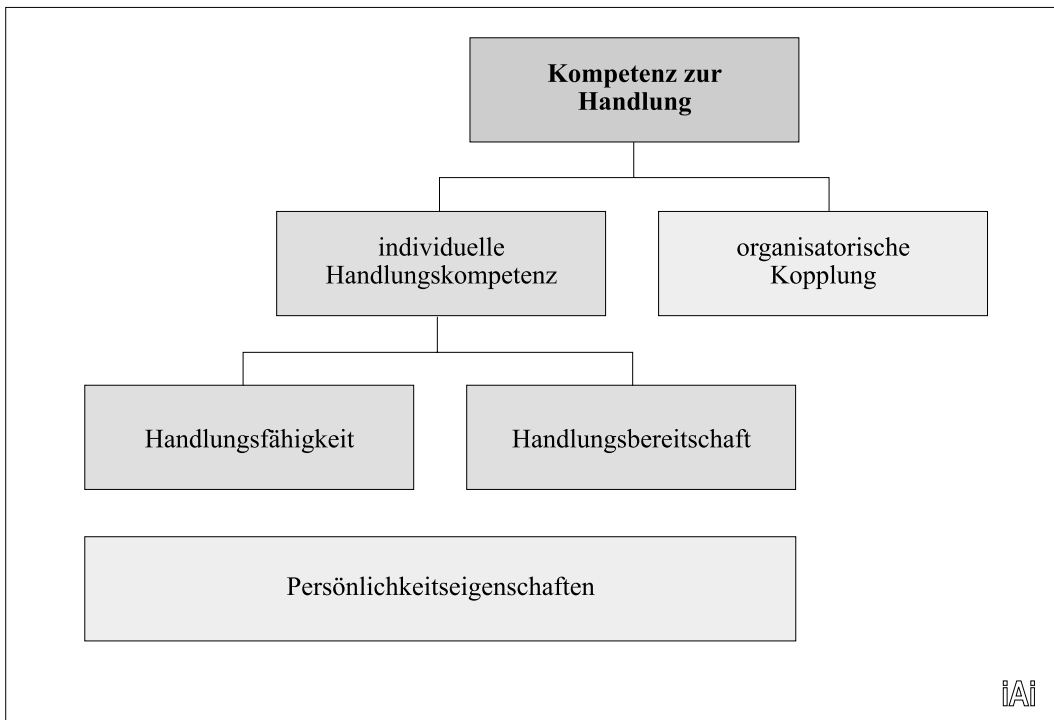 Kompetenz zur
Handlung
individuelle
Handlungskompetenz
organisatorische
Kopplung
Handlungsfähigkeit
Handlungsbereitschaft
Persönlichkeitseigenschaften
iAi